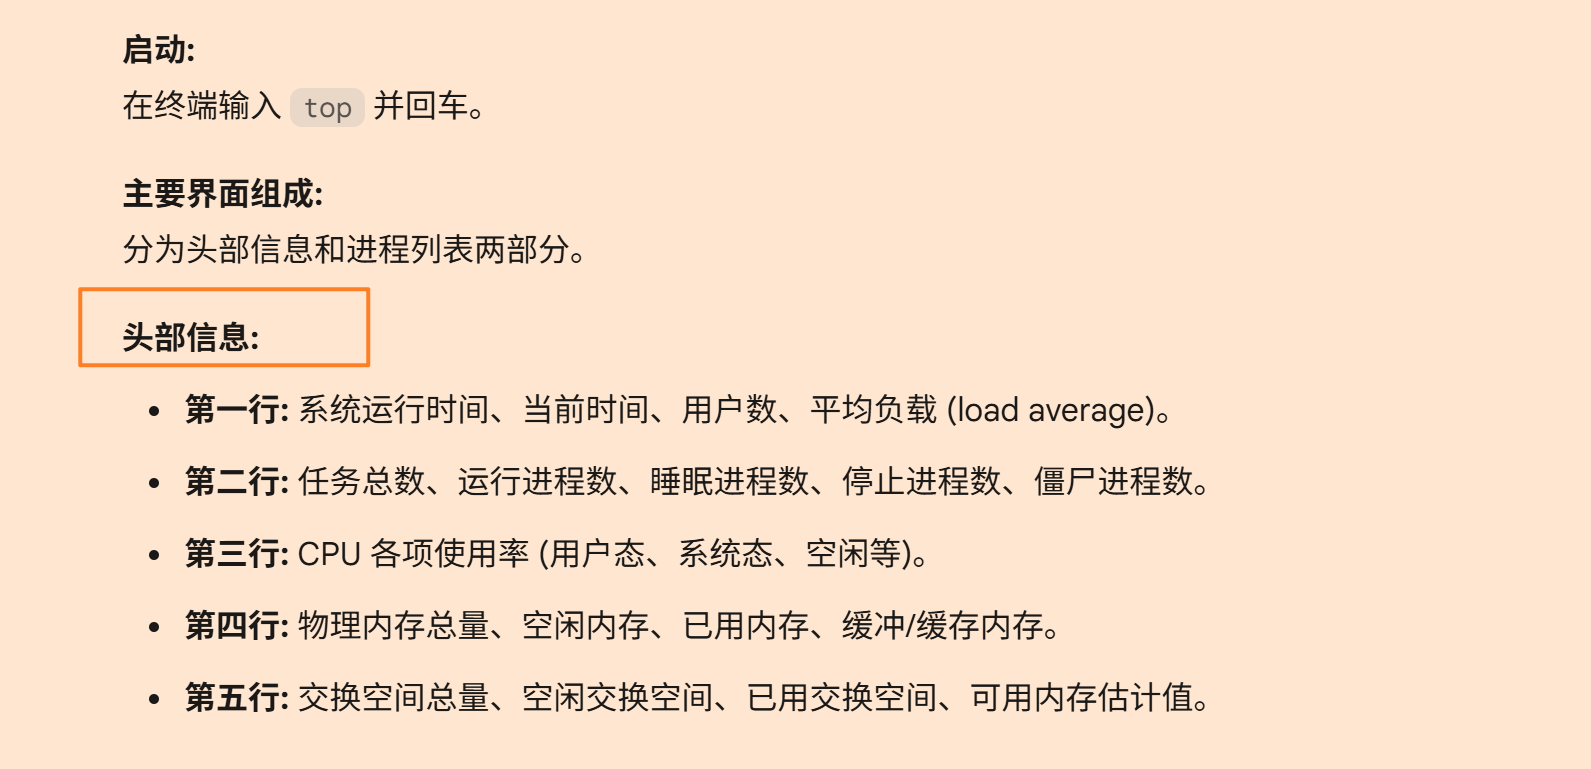 启动:
在终端输入 top 并回车。
主要界面组成:
分为头部信息和进程列表两部分。
头部信息:
• 第一行: 系统运行时间、当前时间、用户数、平均负载 (load average)。
• 第二行: 任务总数、运行进程数、睡眠进程数、停止进程数、僵尸进程数。
• 第三行: CPU 各项使用率 (用户态、系统态、空闲等)。
• 第四行: 物理内存总量、空闲内存、已用内存、缓冲/缓存内存。
• 第五行: 交换空间总量、空闲交换空间、已用交换空间、可用内存估计值。